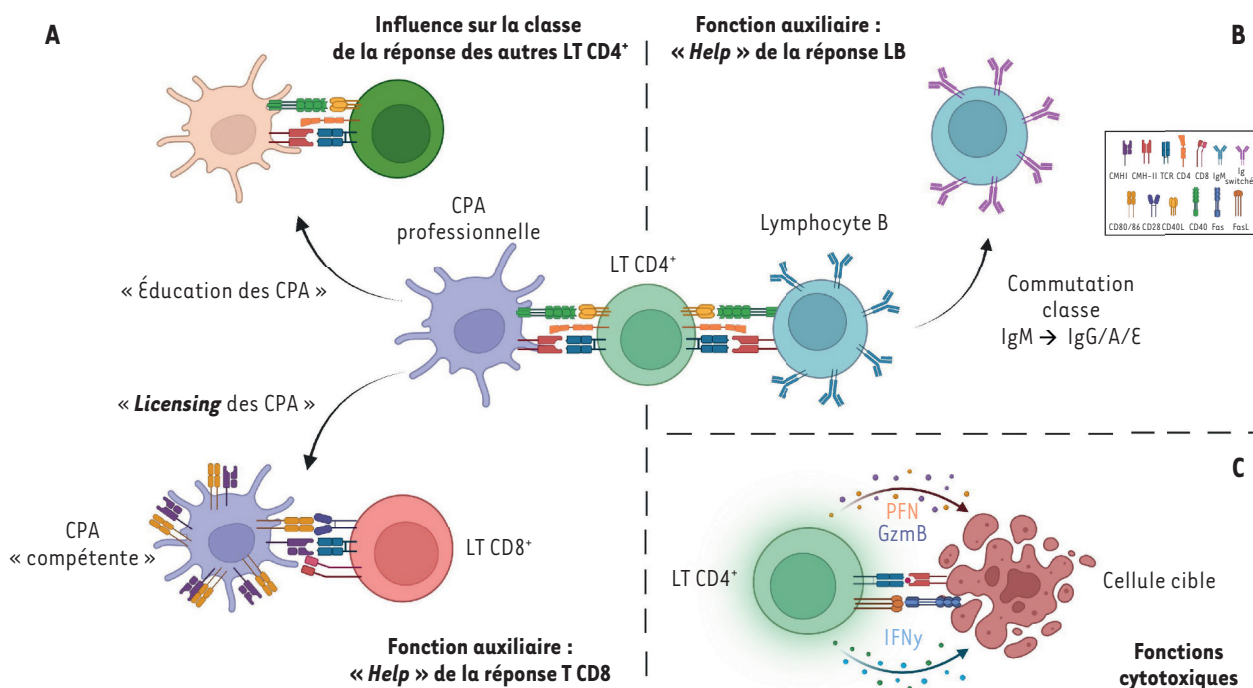 A
Influence sur la classe
de la réponse des autres LT CD4⁺
CPA
professionnelle
« Éducation des CPA »
LT CD4⁺
« Licensing des CPA »
CPA
« compétente »
LT CD8⁺
Fonction auxiliaire :
« Help » de la réponse T CD8
Fonction auxiliaire :
« Help » de la réponse LB
B
Lymphocyte B
Commutation
classe
IgM → IgG/A/E
CMHI CMH-II TCR CD4 CD8 IgM Ig
switché
CD80/86 CD28 CD40L CD40 Fas FasL
C
PFN
GzmB
LT CD4⁺
Cellule cible
IFNγ
Fonctions
cytotoxiques